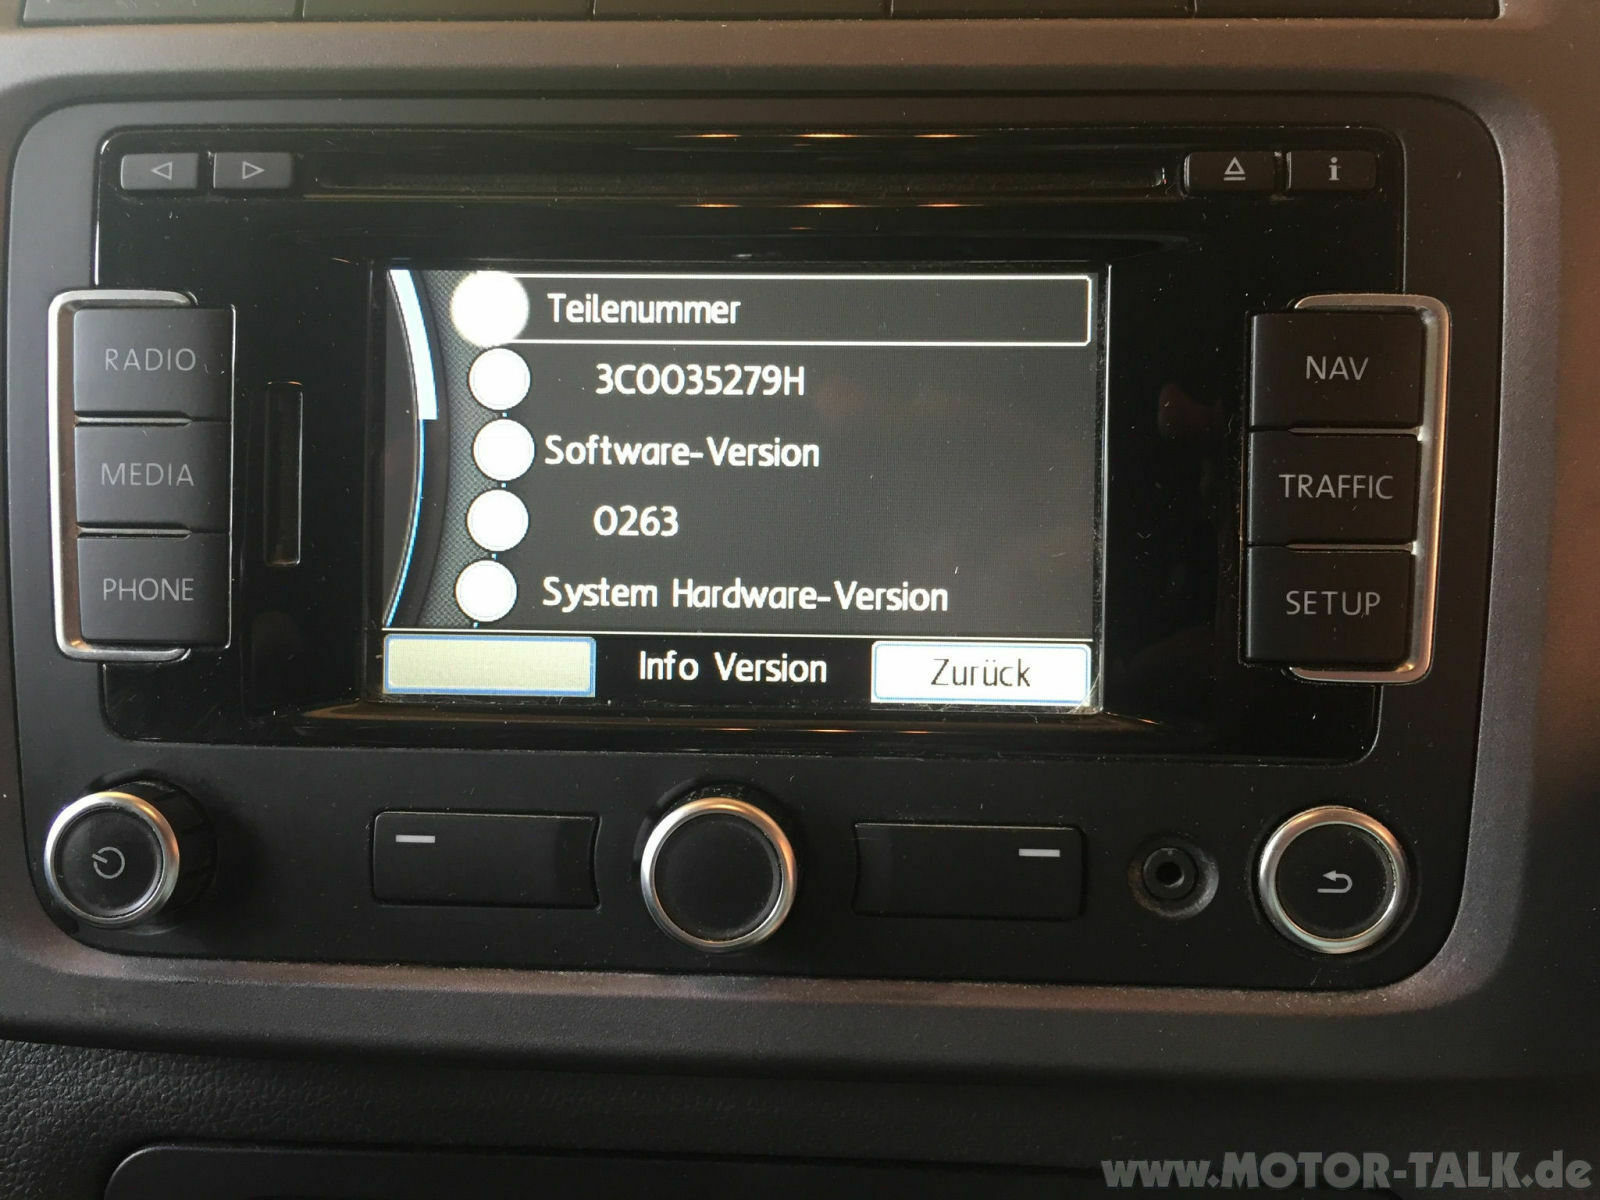 Teilenummer
3C0035279H
Software-Version
0263
System Hardware-Version
Info Version
Zurück
RADIO
MEDIA
PHONE
NAV
TRAFFIC
SETUP
i
www.MOTOR-TALK.de